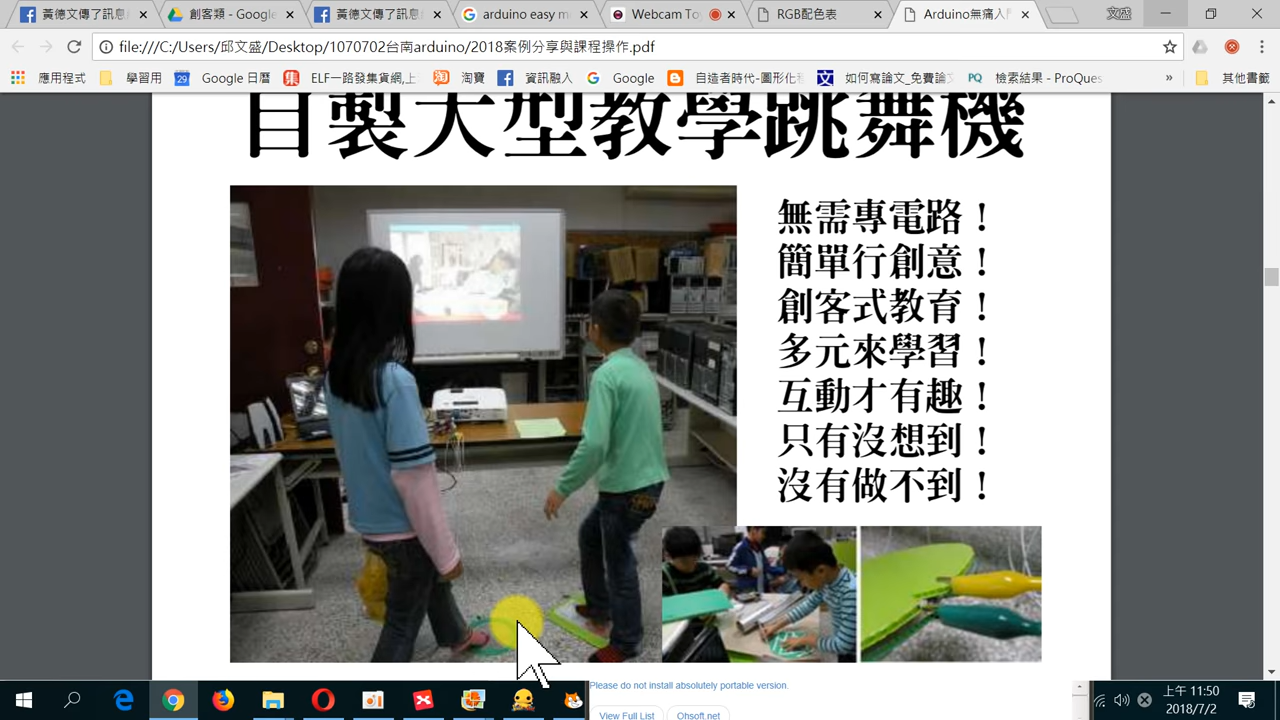 黃德文傳了訊息
創客類 - Google
黃德文傳了訊息
arduino easy m
Webcam To
RGB配色表
Arduino無痛入門
文盛
file:///C:/Users/邱文盛/Desktop/1070702台南arduino/2018案例分享與課程操作.pdf
應用程式
學習用
29
Google 日曆
集
ELF一路發集貨網,上
淘
淘寶
資訊融入
Google
自造者時代-圖形化程
文
如何寫論文_免費論文
PQ
檢索結果 - ProQues
»
其他書籤
自製大型教學跳舞機
無需專電路！
簡單行創意！
創客式教育！
多元來學習！
互動才有趣！
只有沒想到！
沒有做不到！
Please do not install absolutely portable version.
View Full List
Ohsoft.net
上午 11:50
2018/7/2